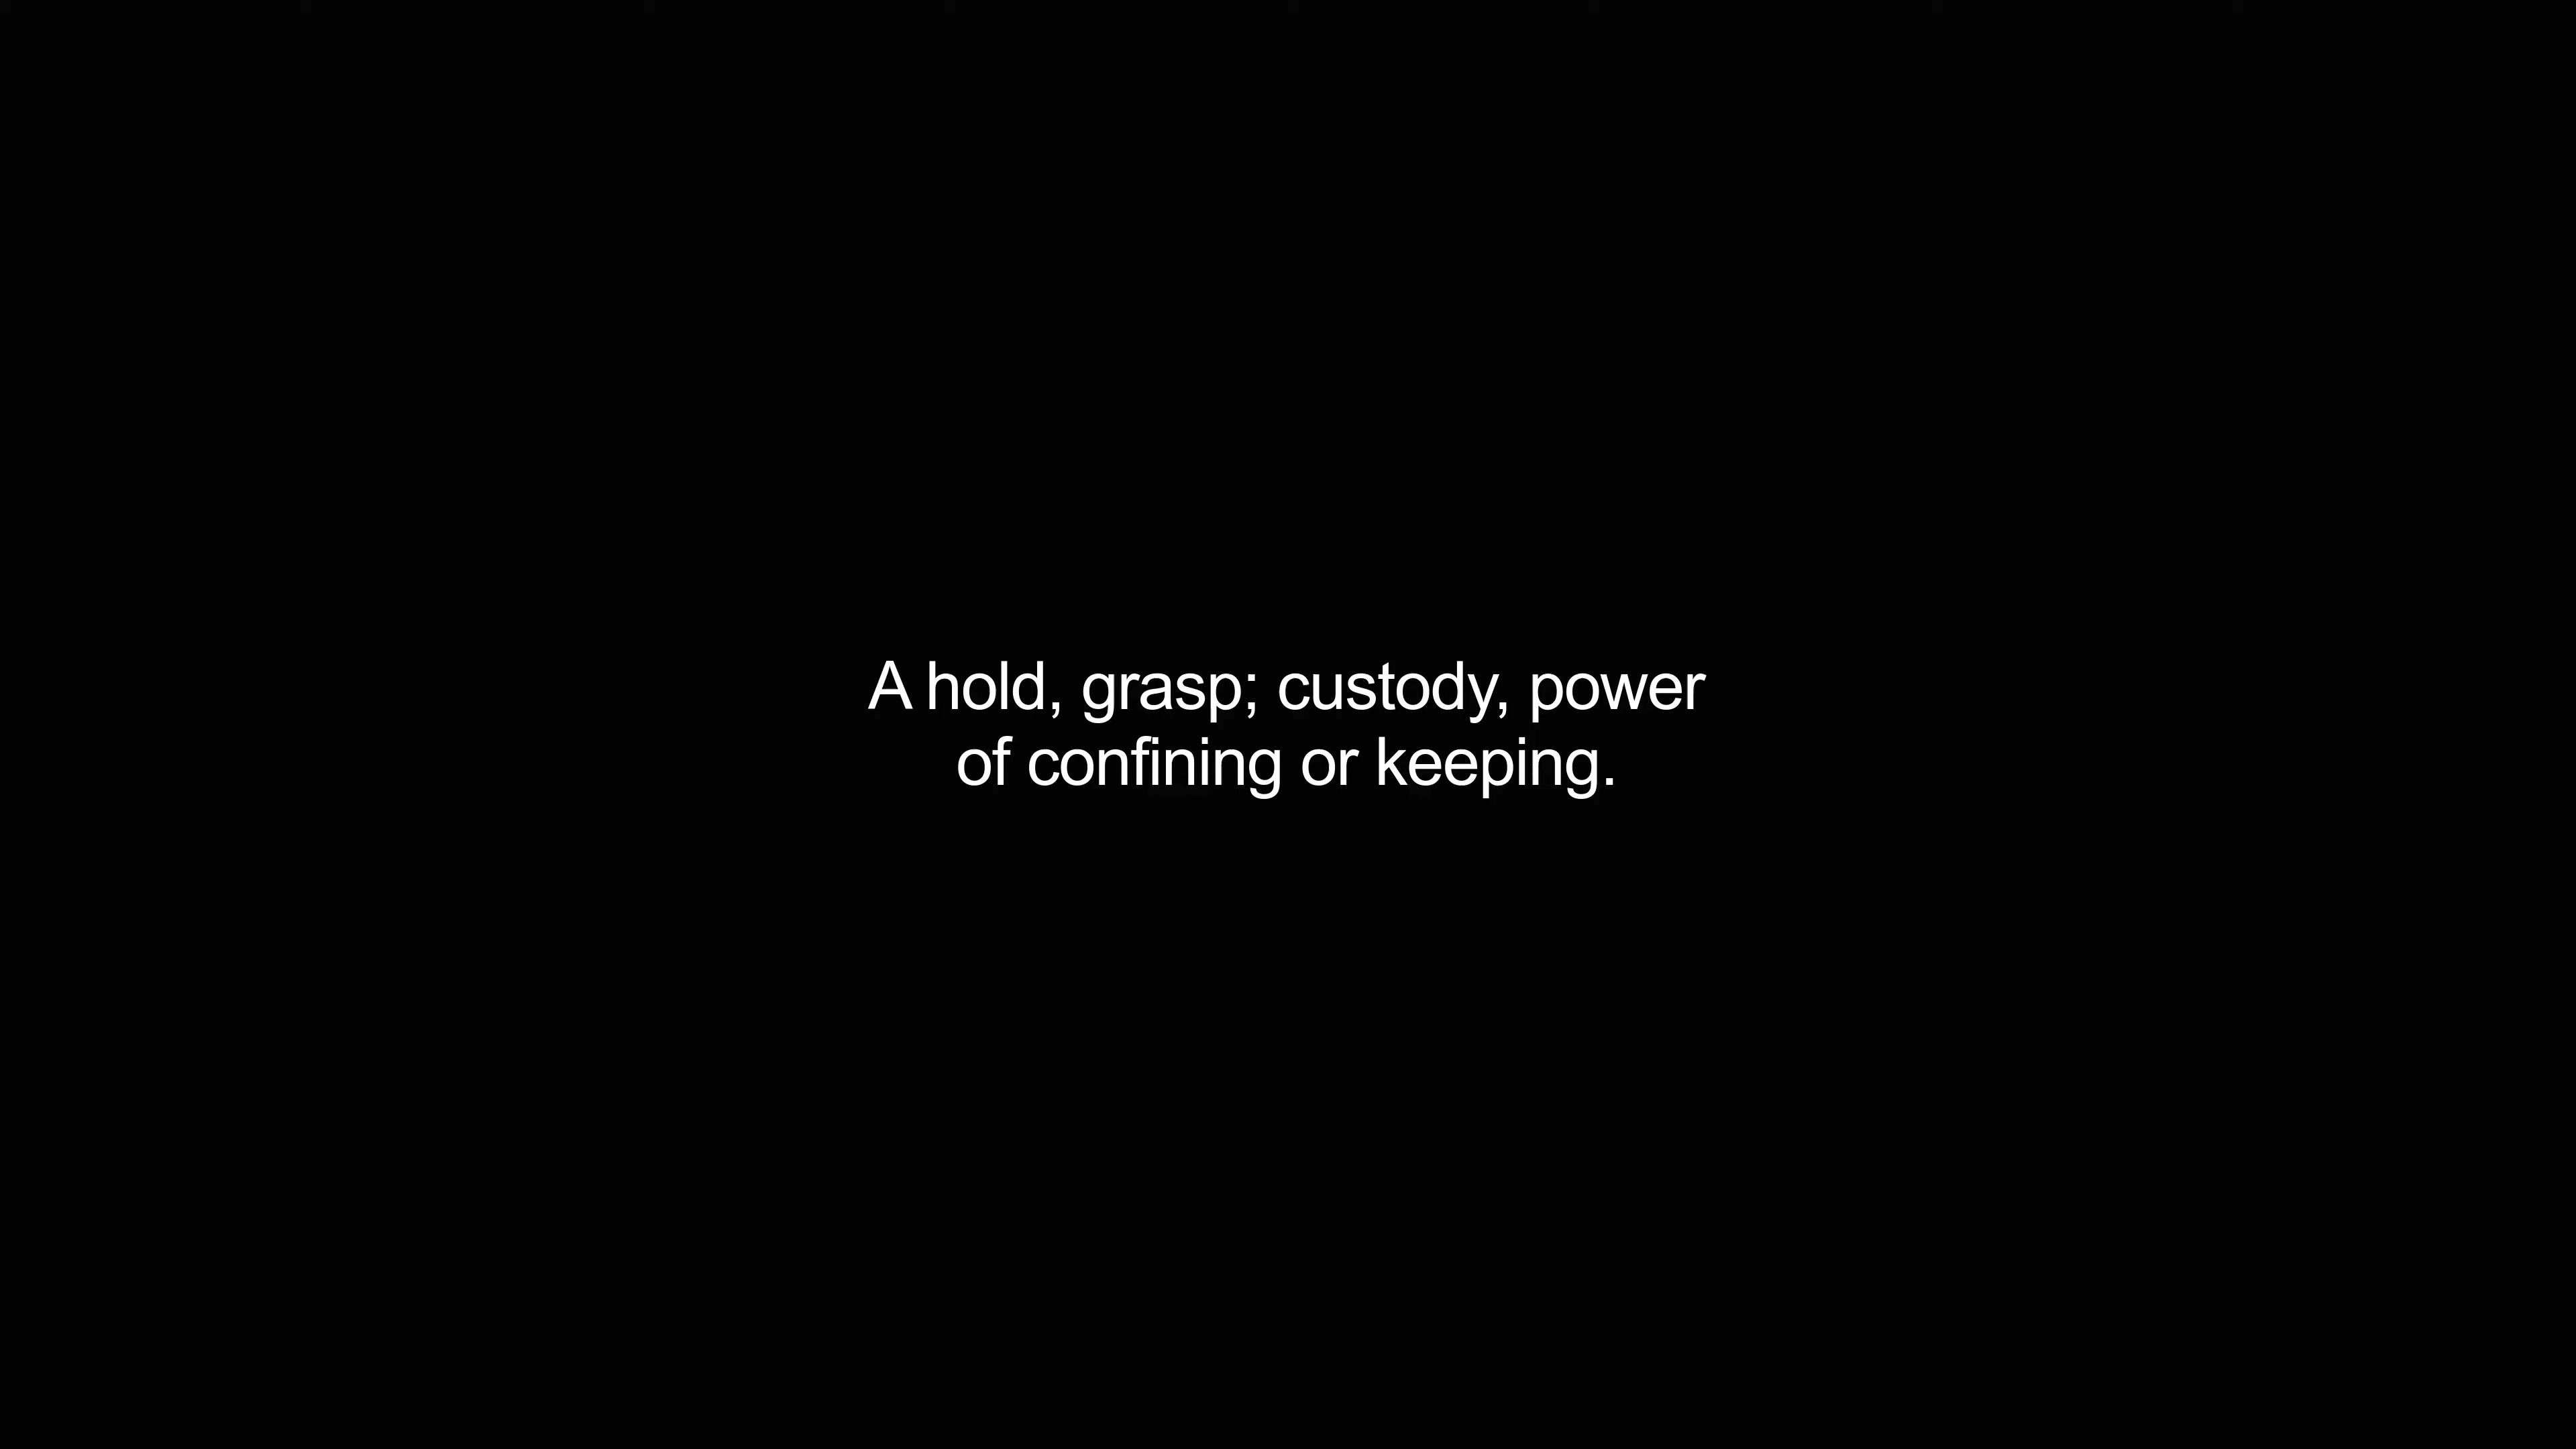 A hold, grasp; custody, power
of confining or keeping.